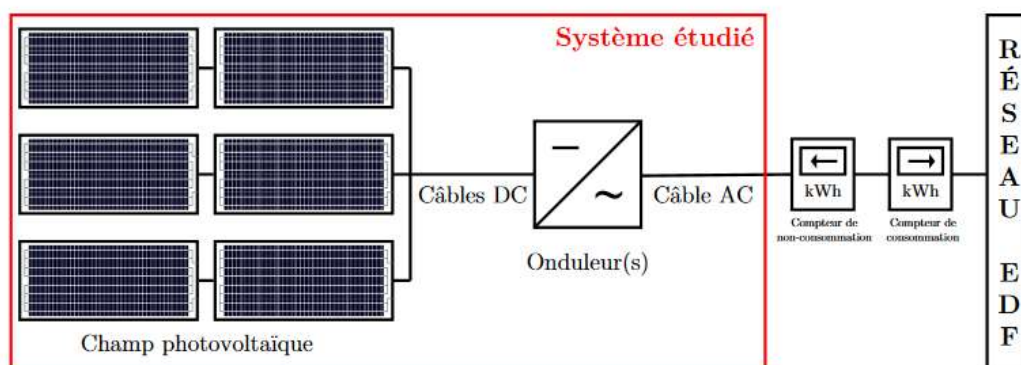 Système étudié
Câbles DC
Câble AC
Onduleur(s)
Champ photovoltaïque
kWh
Compteur de
non-consommation
kWh
Compteur de
consommation
R
É
S
E
A
U
E
D
F